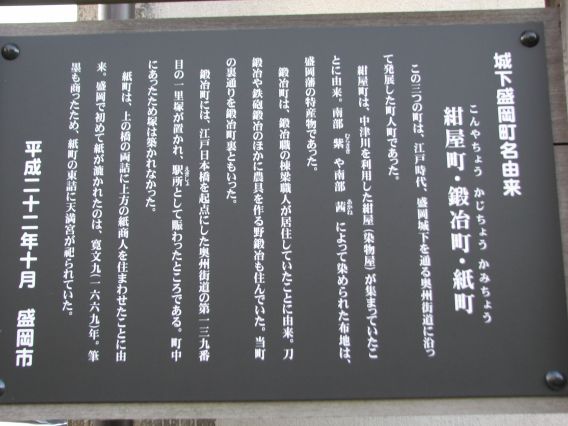 城下盛岡町名由来
こんやちょう かじちょう かみちょう
紺屋町・鍛冶町・紙町
この三つの町は、江戸時代、盛岡城下を通る奥州街道に沿っ
て発展した町人町であった。
紺屋町は、中津川を利用した紺屋（染物屋）が集まっていたこ
とに由来。南部紫や南部茜によって染められた布地は、
むらさき あかね
盛岡藩の特産物であった。
鍛冶町は、鍛冶職の棟梁職人が居住していたことに由来。刀
鍛冶や鉄砲鍛冶のほかに農具を作る野鍛冶も住んでいた。当町
の裏通りを鍛冶町裏ともいった。
鍛冶町には、江戸日本橋を起点にした奥州街道の第一三九番
目の一里塚が置かれ、駅所として賑わったところである。町中
えきしょ
にあったため塚は築かれなかった。
紙町は、上の橋の両詰に上方の紙商人を住まわせたことに由
来。盛岡で初めて紙が漉かれたのは、寛文九（一六六九）年。筆
墨も商ったため、紙町の東詰に天満宮が祀られていた。
平成二十二年十月 盛岡市